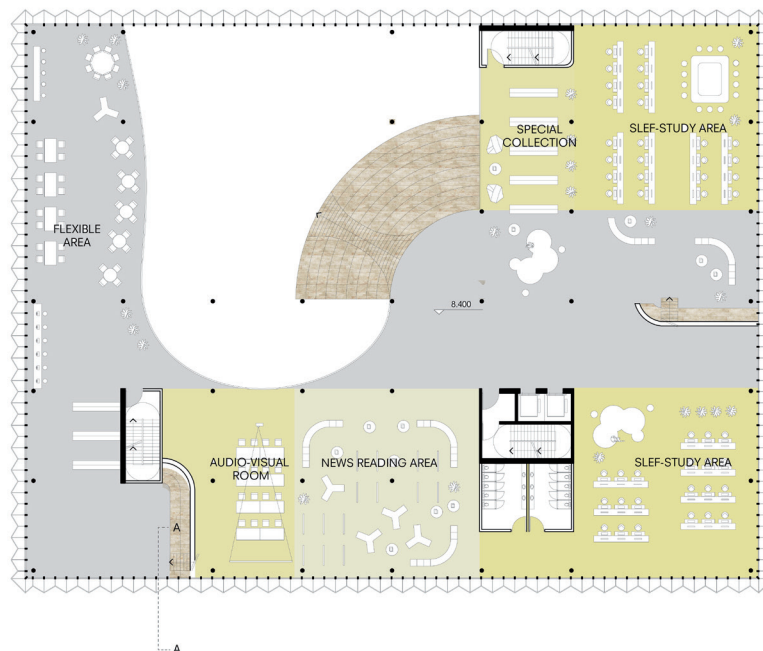 SPECIAL
COLLECTION
SLEF-STUDY AREA
FLEXIBLE
AREA
8.400
AUDIO-VISUAL
ROOM
NEWS READING AREA
SLEF-STUDY AREA
A
A